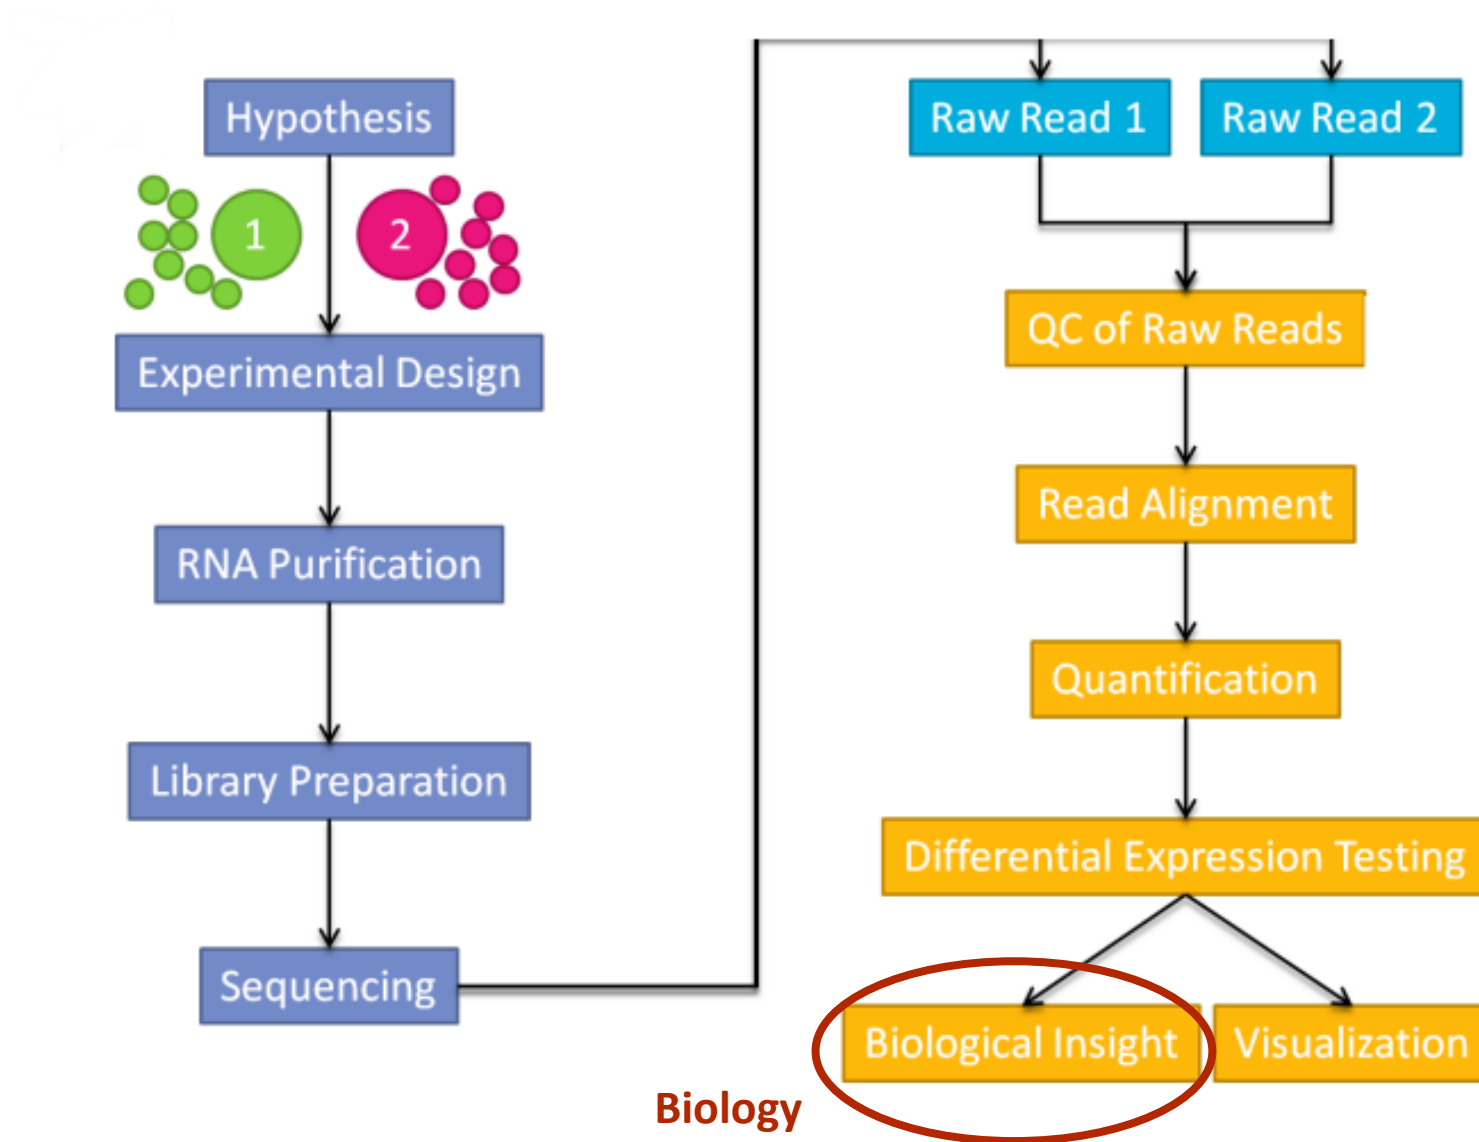 Hypothesis
1
2
Experimental Design
RNA Purification
Library Preparation
Sequencing
Raw Read 1
Raw Read 2
QC of Raw Reads
Read Alignment
Quantification
Differential Expression Testing
Biological Insight
Visualization
Biology